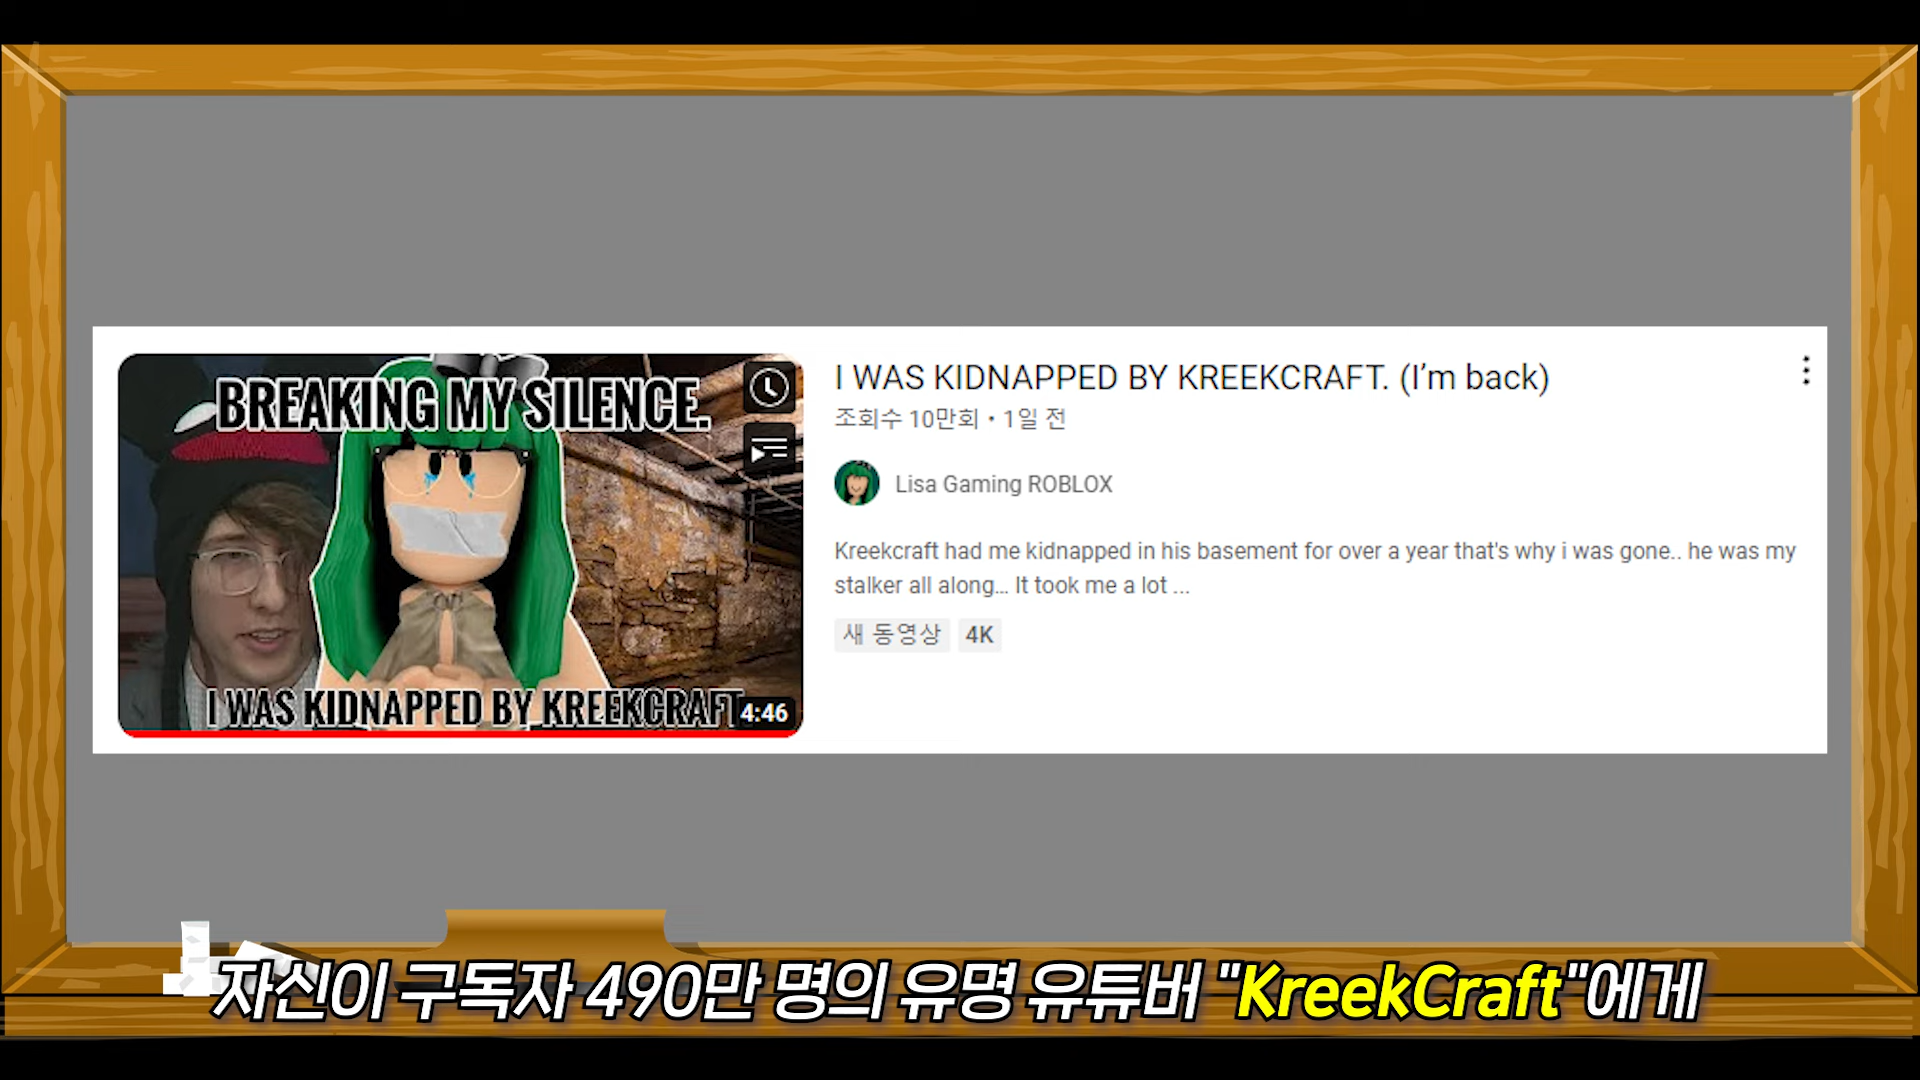 BREAKING MY SILENCE.
I WAS KIDNAPPED BY KREEKCRAFT
4:46
I WAS KIDNAPPED BY KREEKCRAFT. (I’m back)
조회수 10만회 • 1일 전
Lisa Gaming ROBLOX
Kreekcraft had me kidnapped in his basement for over a year that's why i was gone.. he was my
stalker all along... It took me a lot ...
새 동영상 4K
자신이 구독자 490만 명의 유명 유튜버 "KreekCraft"에게